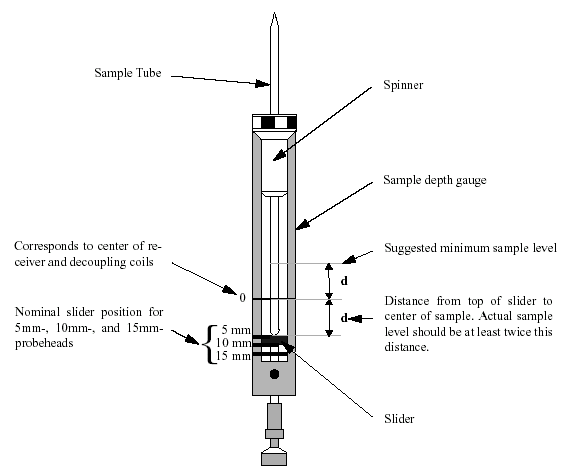 Sample Tube
Spinner
Sample depth gauge
Corresponds to center of re-
ceiver and decoupling coils
Suggested minimum sample level
d
0
Nominal slider position for
5mm-, 10mm-, and 15mm-
probeheads
Distance from top of slider to
center of sample. Actual sample
level should be at least twice this
distance.
d
5 mm
10 mm
15 mm
Slider